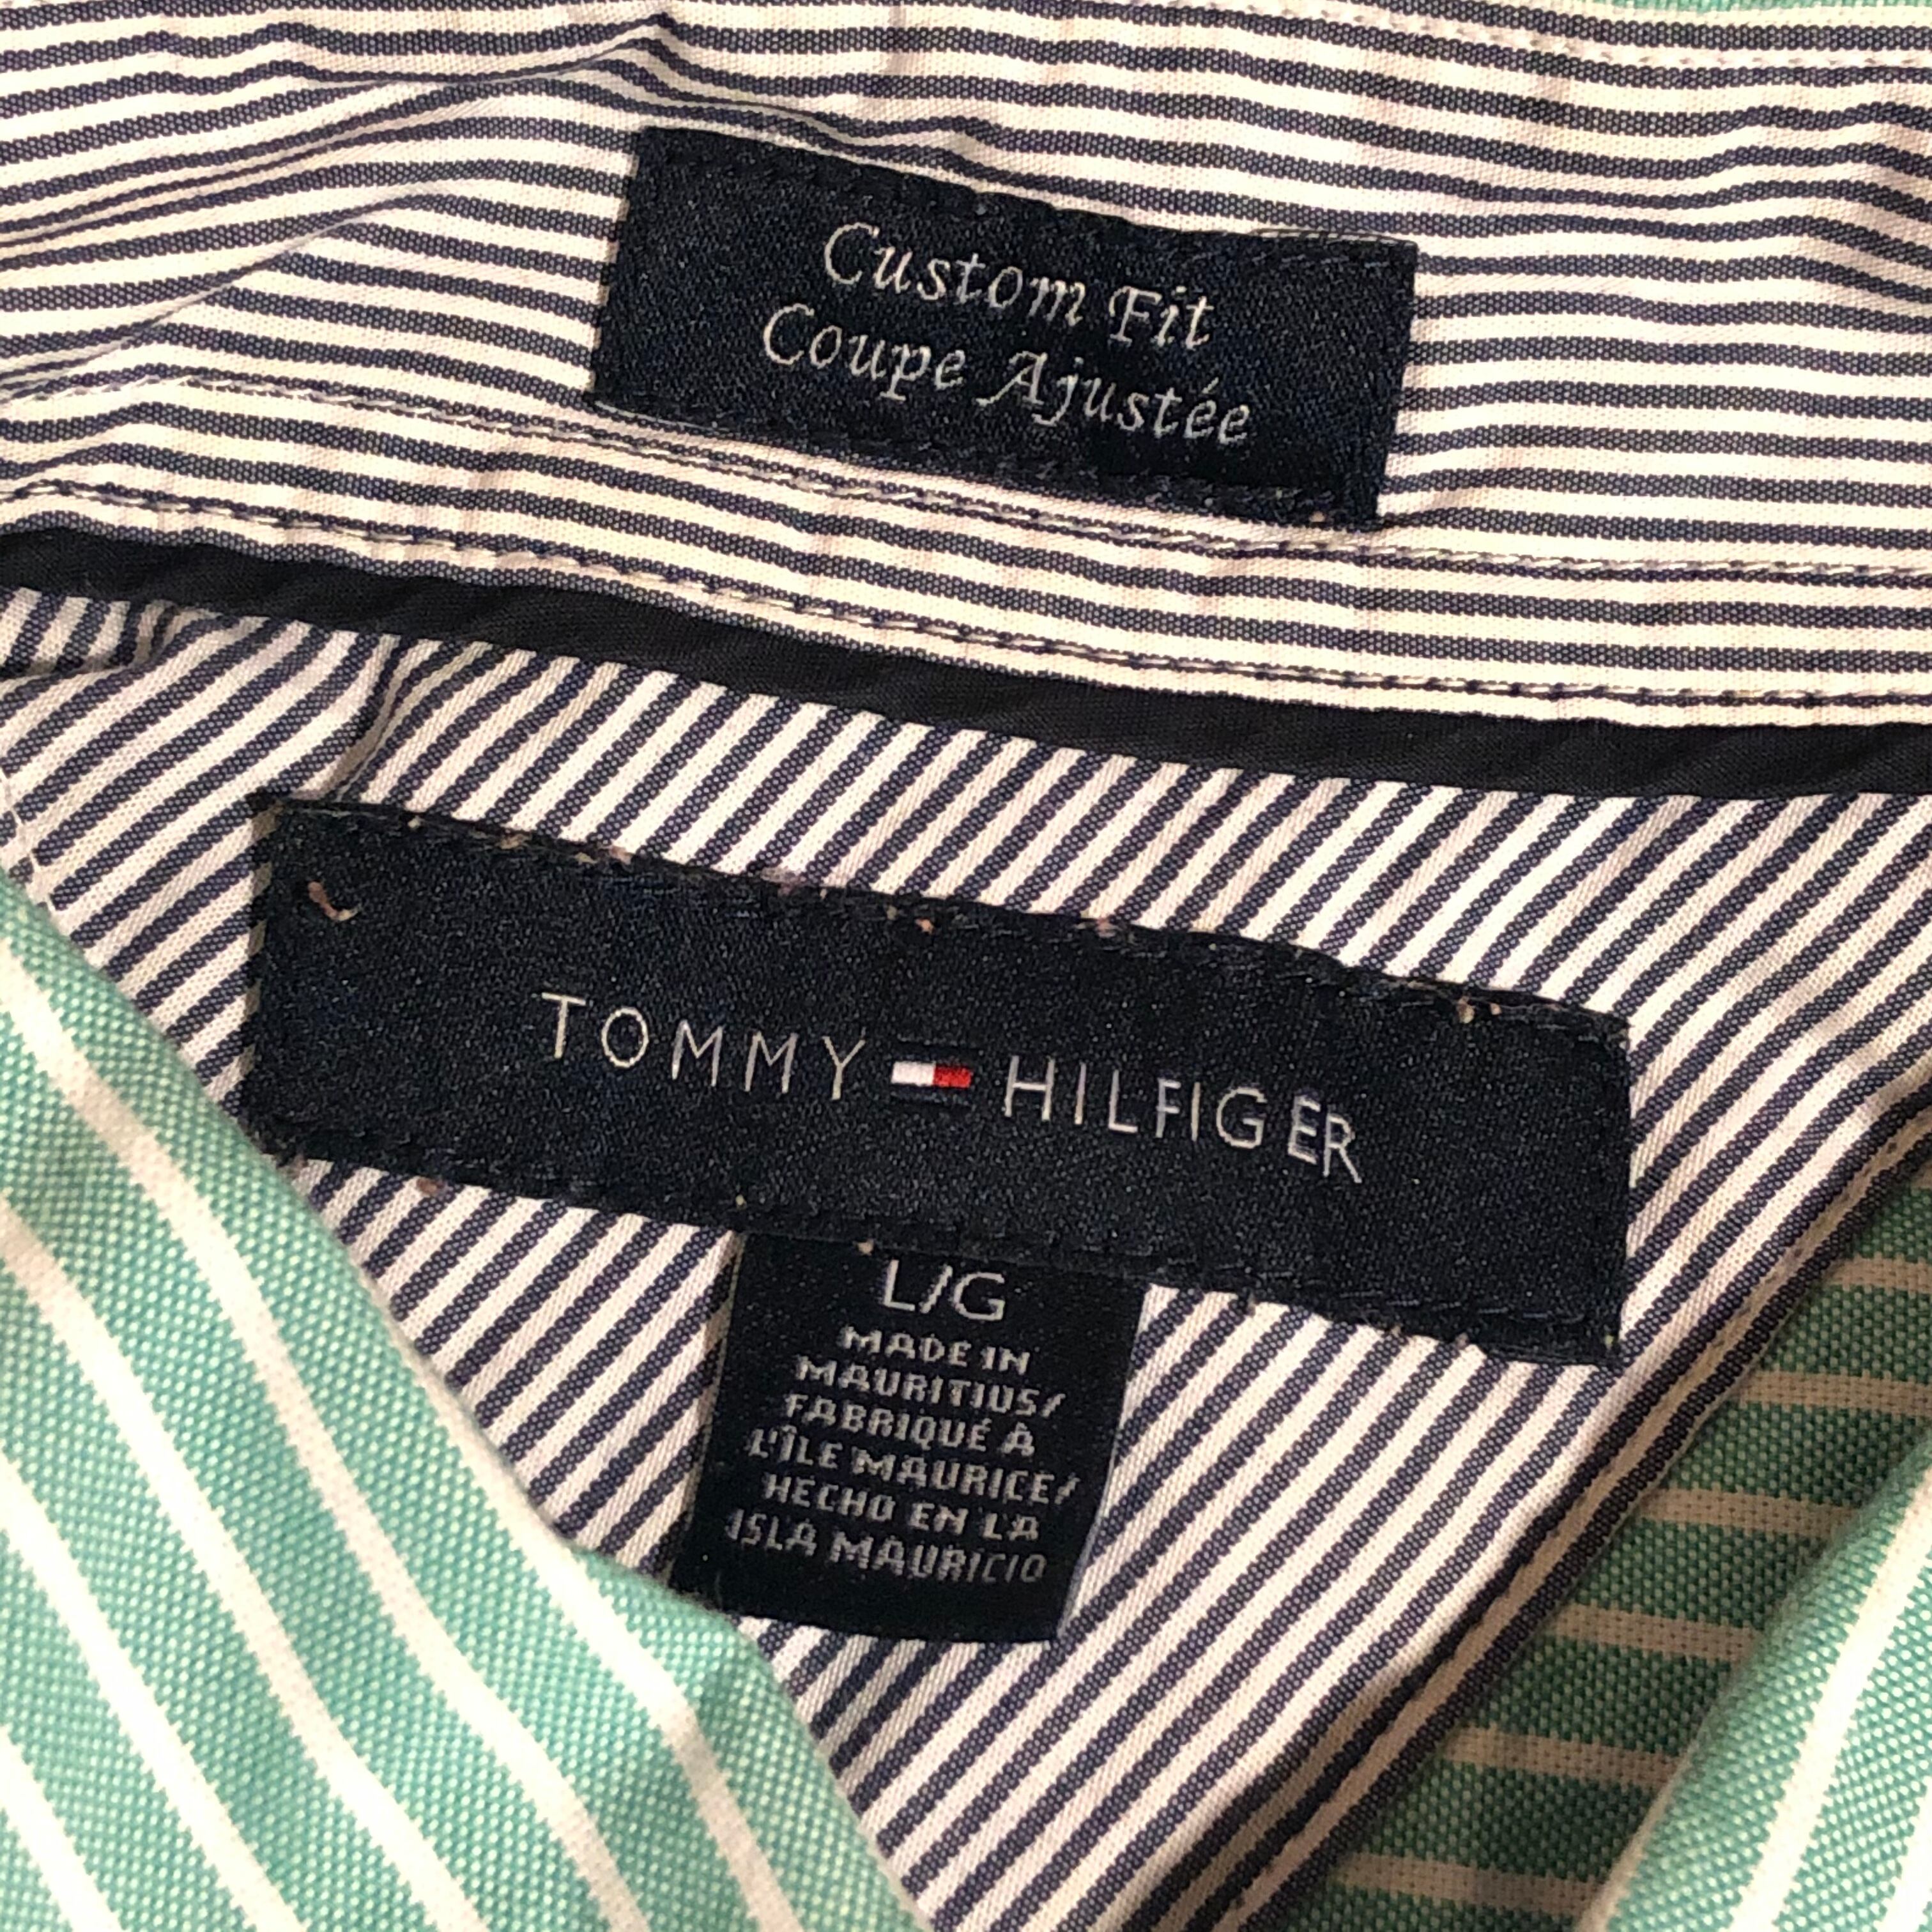 Custom Fit
Coupe Ajustée
TOMMY HILFIGER
L/G
MADE IN
MAURITIUS/
FABRIQUÉ À
L'ÎLE MAURICE/
HECHO EN LA
ISLA MAURICIO